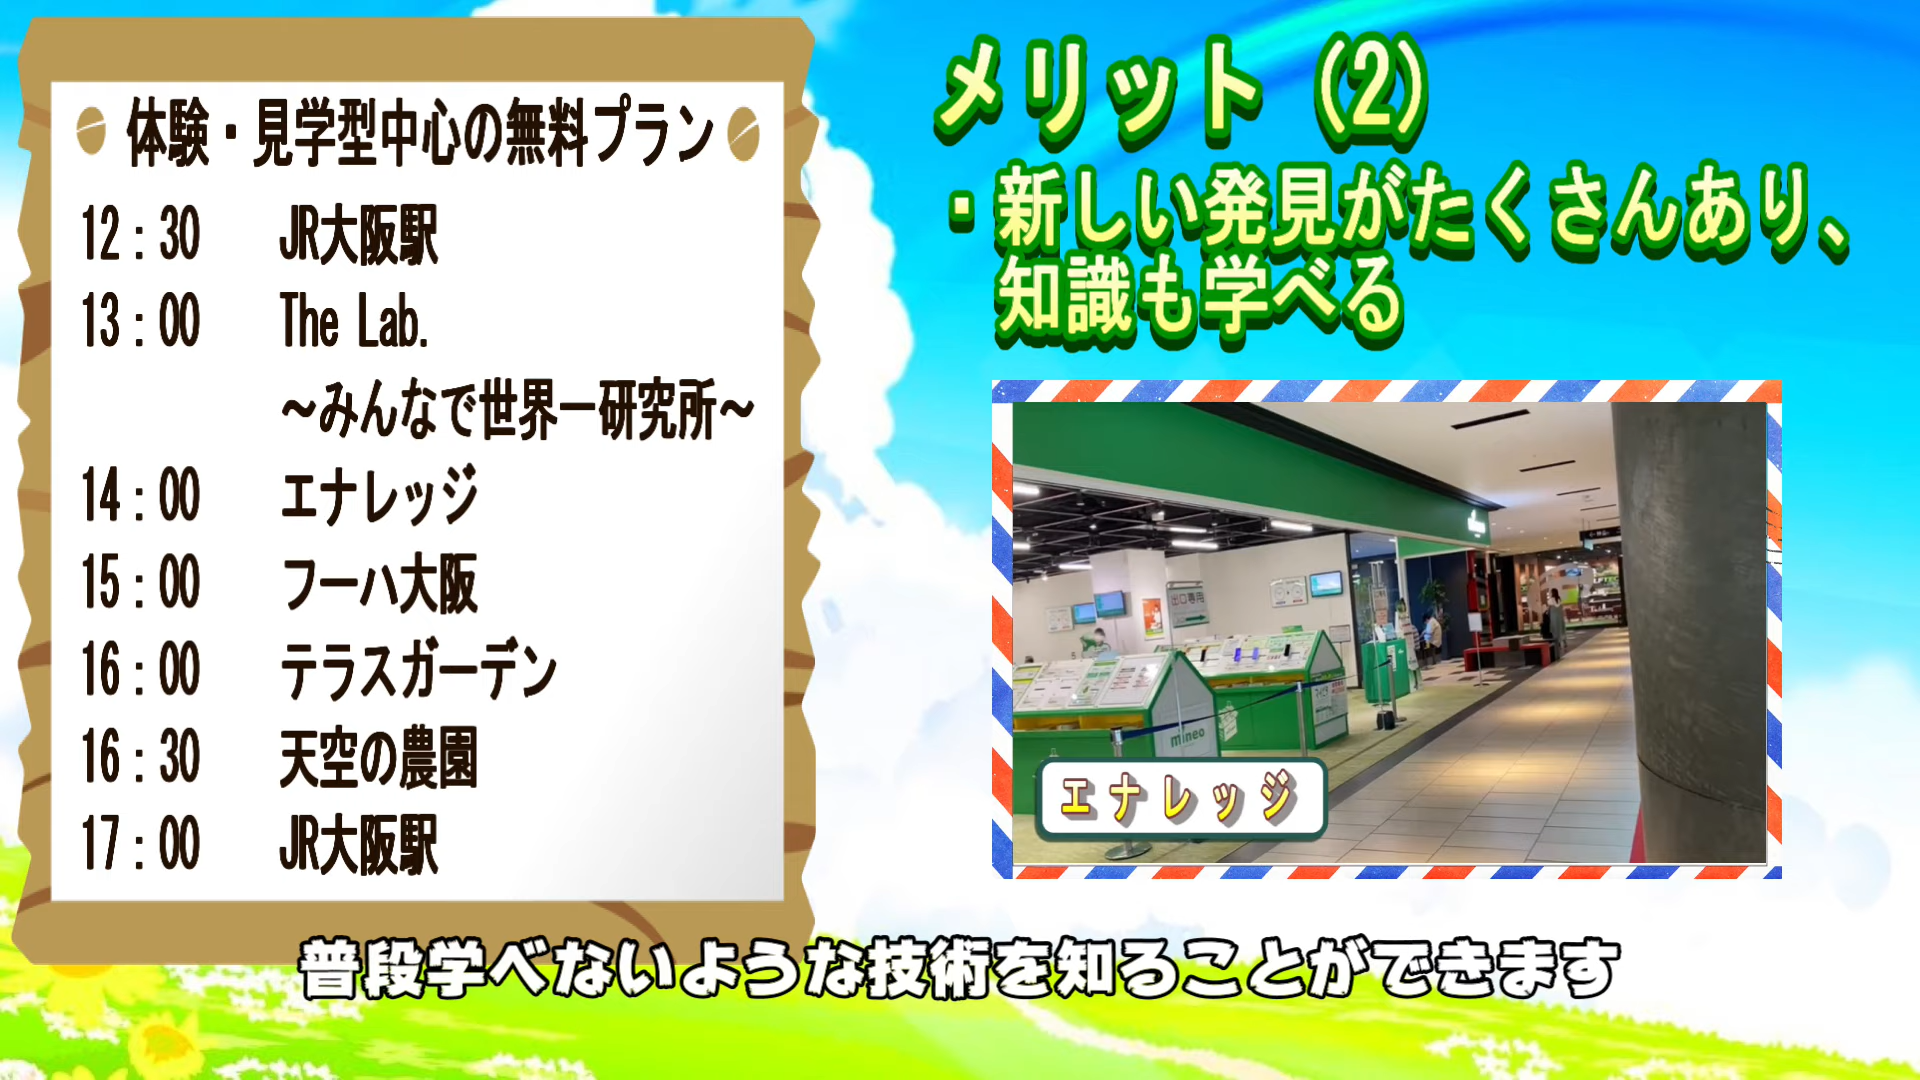 体験・見学型中心の無料プラン
12：30 JR大阪駅
13：00 The Lab.
～みんなで世界一研究所～
14：00 エナレッジ
15：00 フーハ大阪
16：00 テラスガーデン
16：30 天空の農園
17：00 JR大阪駅
メリット（2）
・新しい発見がたくさんあり、
知識も学べる
出口専用
mineo
エナレッジ
普段学べないような技術を知ることができます